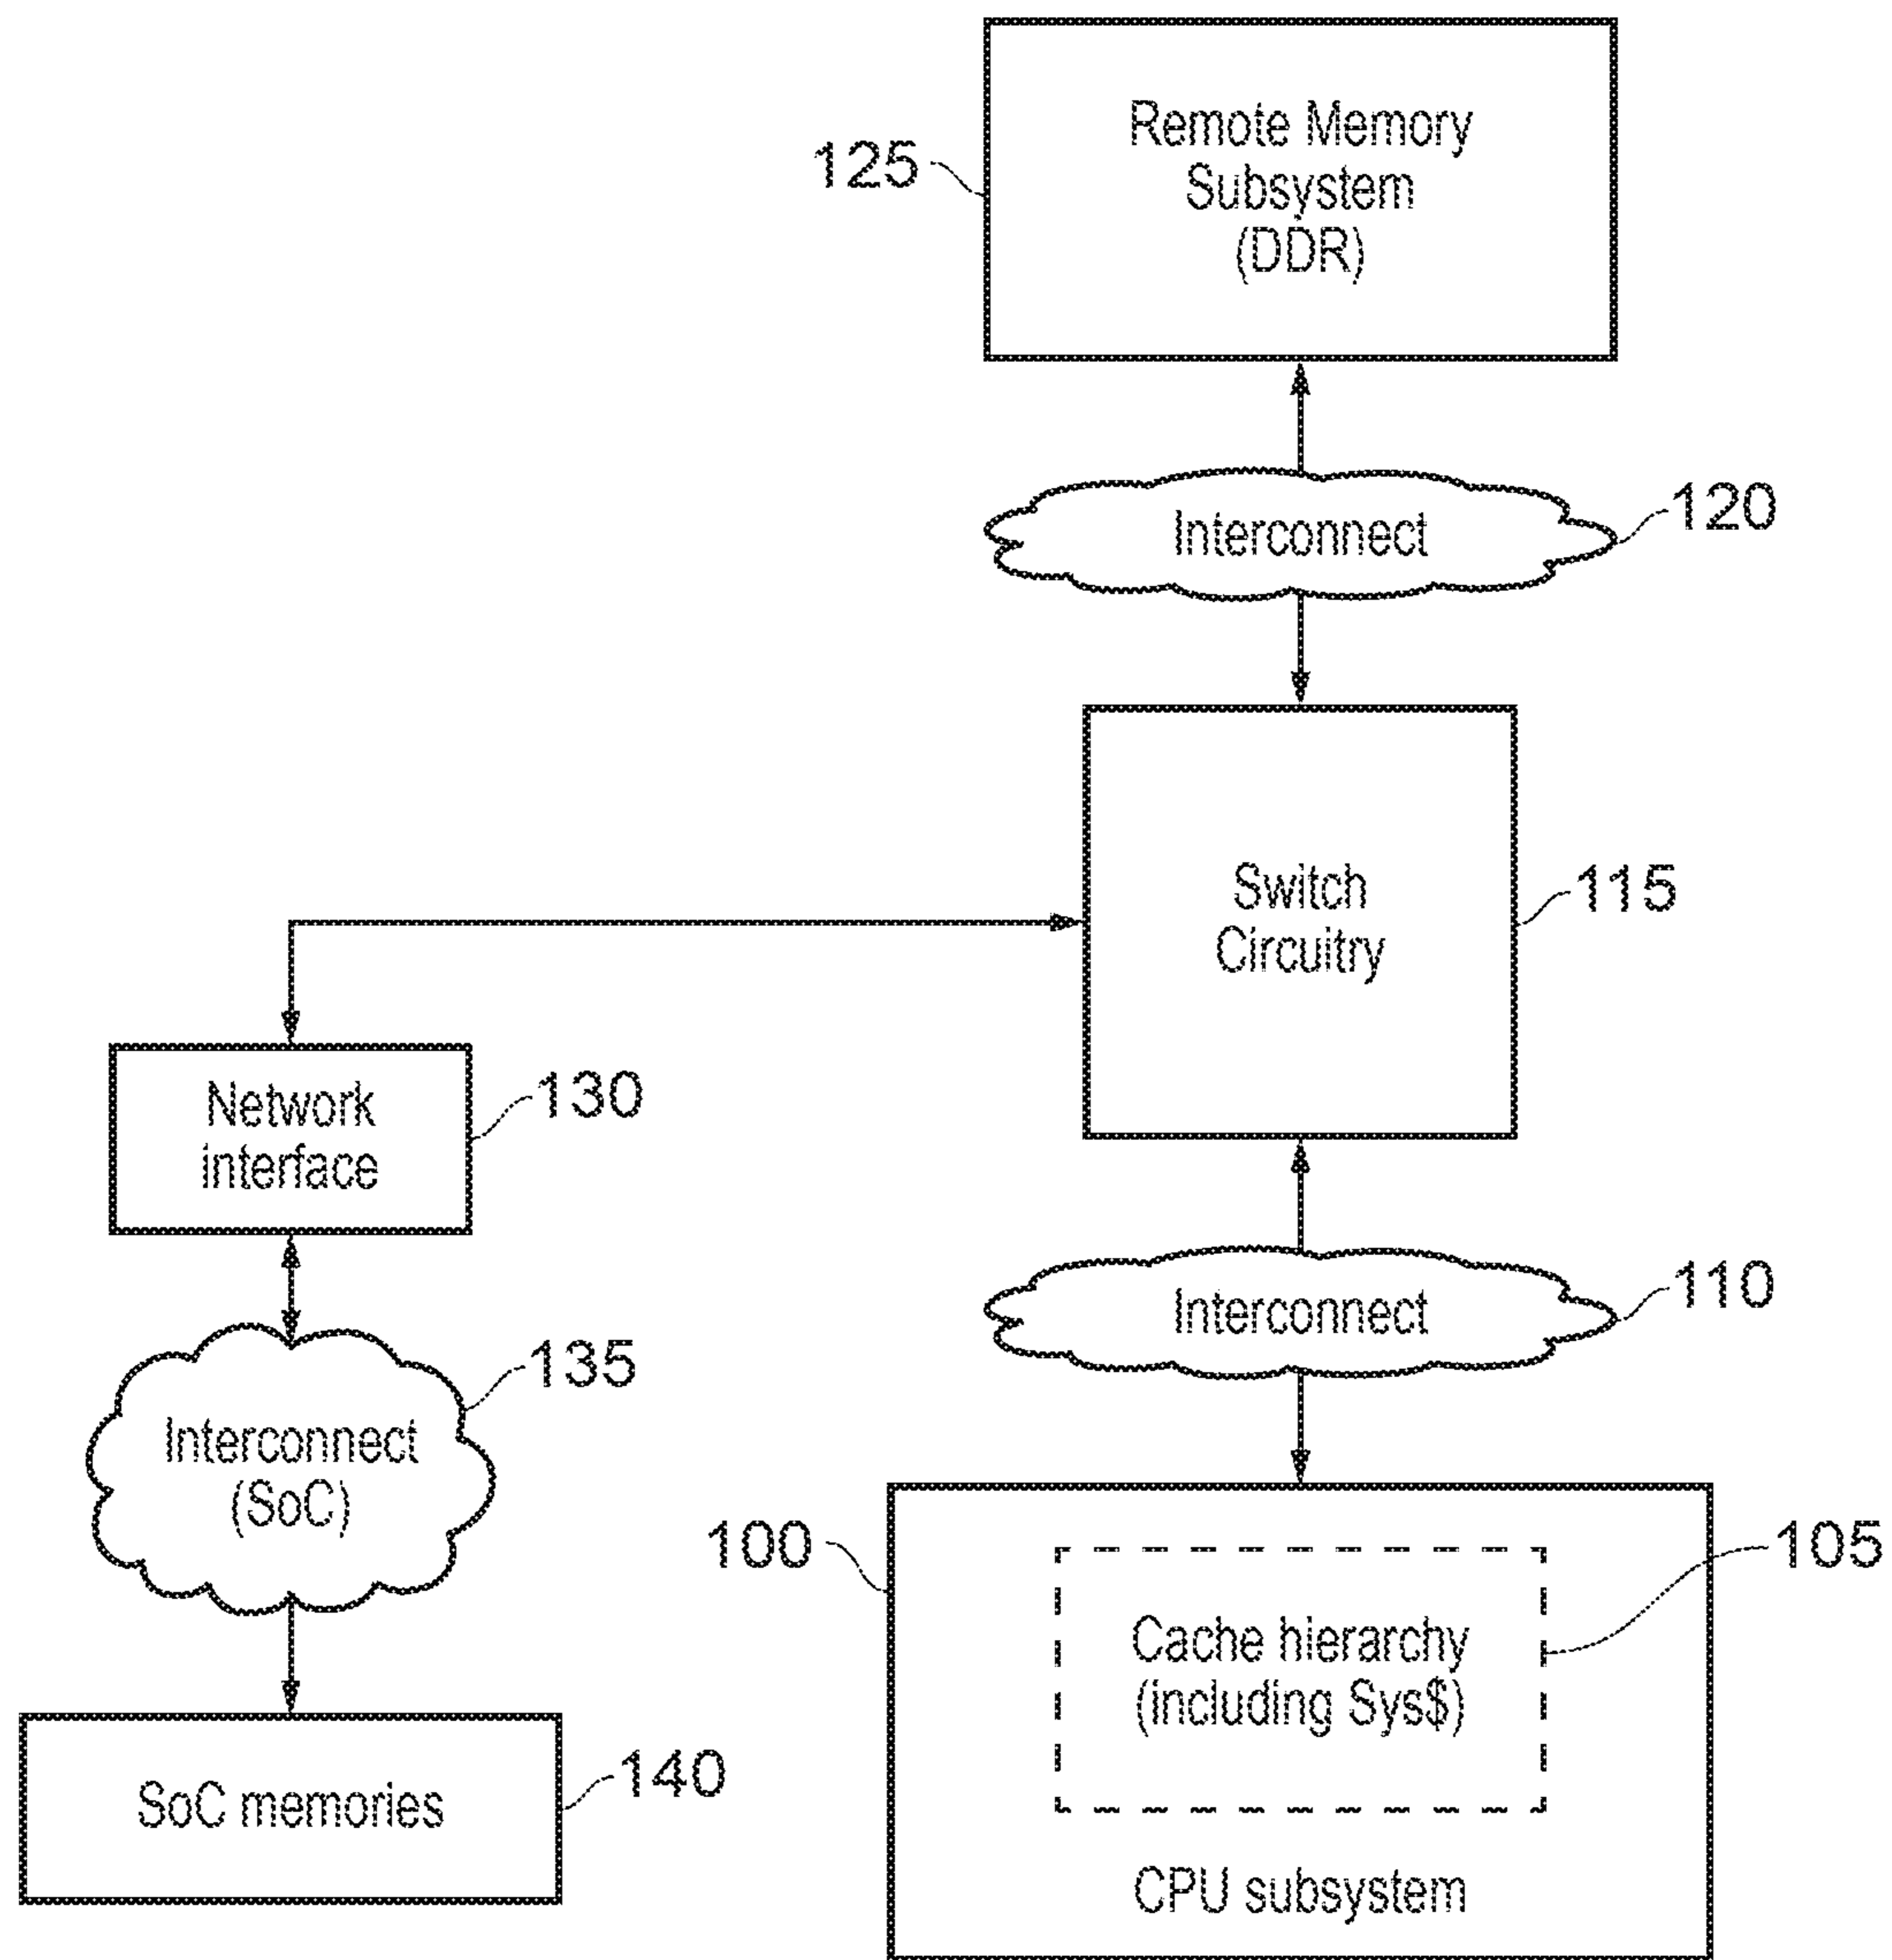 Remote Memory
Subsystem
(DDR)
125
Interconnect
120
Switch
Circuitry
115
Network
interface
130
Interconnect
110
Interconnect
(SoC)
135
100
Cache hierarchy
(including Sys$)
105
CPU subsystem
SoC memories
140